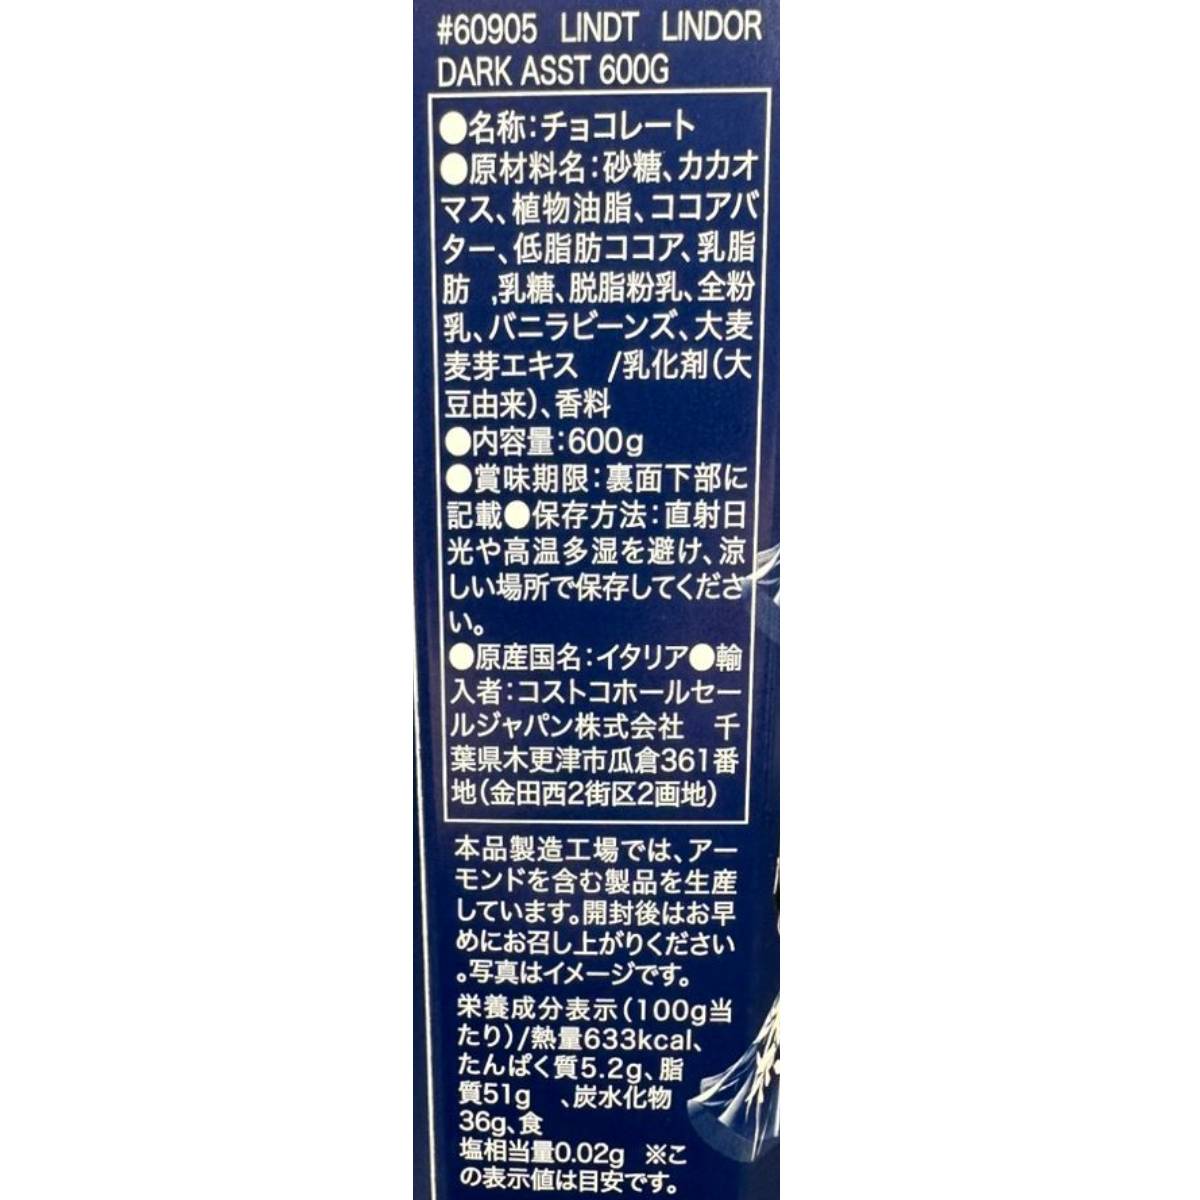 #60905 LINDT LINDOR
DARK ASST 600G
●名称：チョコレート
●原材料名：砂糖、カカオ
マス、植物油脂、ココアバ
ター、低脂肪ココア、乳脂
肪 ,乳糖、脱脂粉乳、全粉
乳、バニラビーンズ、大麦
麦芽エキス /乳化剤（大
豆由来）、香料
●内容量：600g
●賞味期限：裏面下部に
記載●保存方法：直射日
光や高温多湿を避け、涼
しい場所で保存してくださ
い。
●原産国名：イタリア●輸
入者：コストコホールセー
ルジャパン株式会社 千
葉県木更津市瓜倉361番
地（金田西2街区2画地）
本品製造工場では、アー
モンドを含む製品を生産
しています。開封後はお早
めにお召し上がりください
。写真はイメージです。
栄養成分表示（100g当
たり）/熱量633kcal、
たんぱく質5.2g、脂
質51g 、炭水化物
36g、食
塩相当量0.02g ※こ
の表示値は目安です。